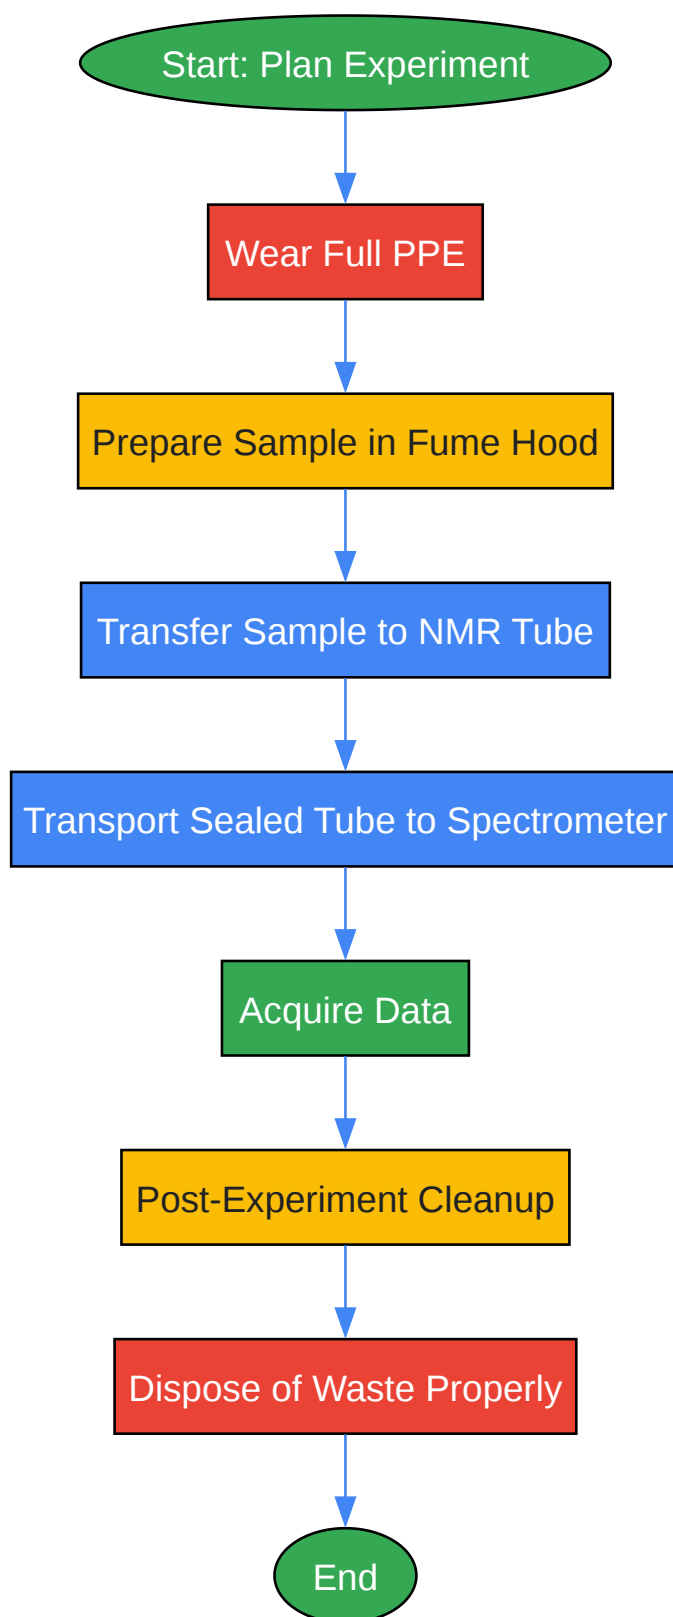 Start: Plan Experiment
Wear Full PPE
Prepare Sample in Fume Hood
Transfer Sample to NMR Tube
Transport Sealed Tube to Spectrometer
Acquire Data
Post-Experiment Cleanup
Dispose of Waste Properly
End